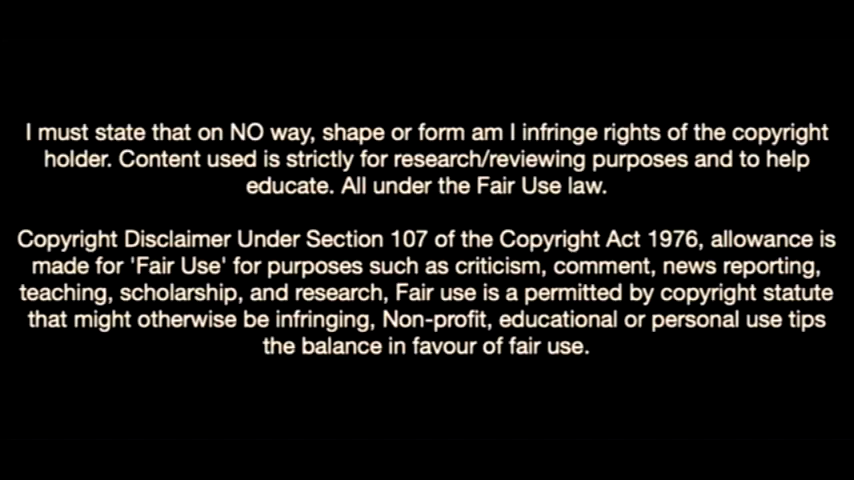 I must state that on NO way, shape or form am I infringe rights of the copyright
holder. Content used is strictly for research/reviewing purposes and to help
educate. All under the Fair Use law.
Copyright Disclaimer Under Section 107 of the Copyright Act 1976, allowance is
made for 'Fair Use' for purposes such as criticism, comment, news reporting,
teaching, scholarship, and research, Fair use is a permitted by copyright statute
that might otherwise be infringing, Non-profit, educational or personal use tips
the balance in favour of fair use.